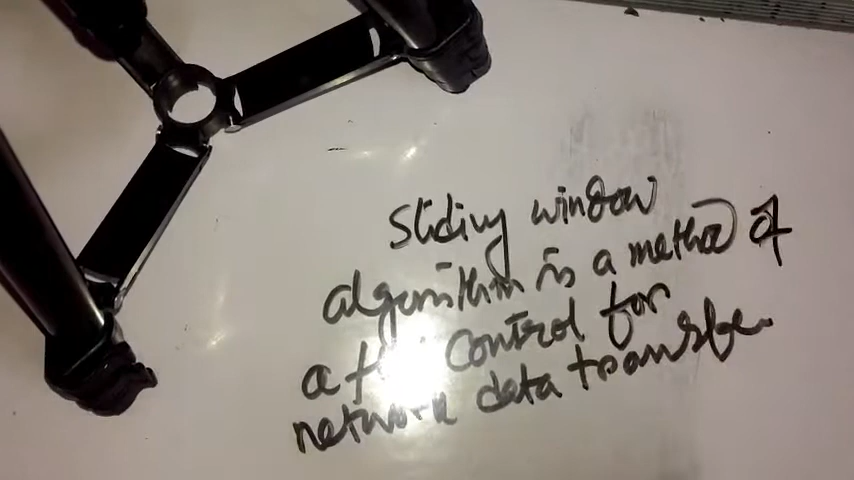 Sliding window
algorithm is a method of
a control for
network data transfer.